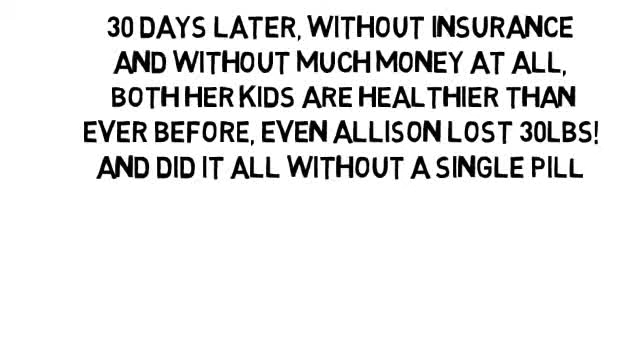 30 DAYS LATER, WITHOUT INSURANCE
AND WITHOUT MUCH MONEY AT ALL,
BOTH HER KIDS ARE HEALTHIER THAN
EVER BEFORE, EVEN ALLISON LOST 30LBS!
AND DID IT ALL WITHOUT A SINGLE PILL